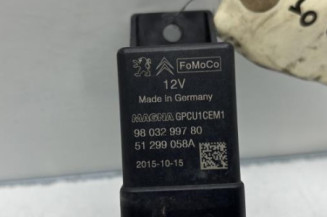 FoMoCo
12V
Made in Germany
MAGNA GPCU1CEM1
98 032 997 80
51 299 058A
2015-10-15